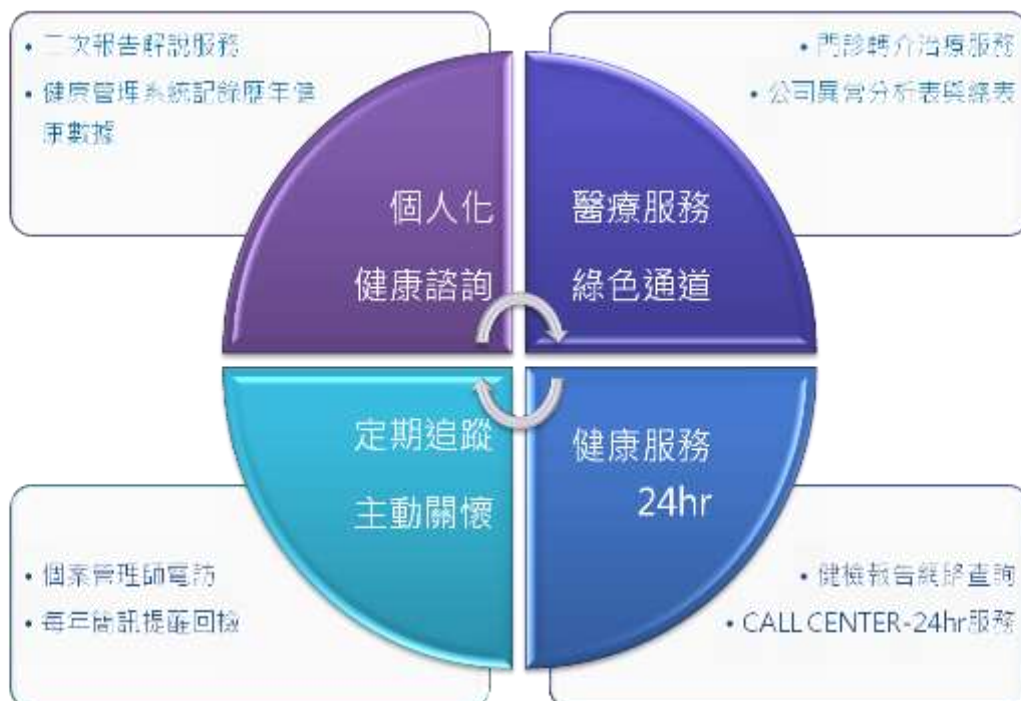 • 二次報告解說服務
• 健康管理系統記錄歷年健
康數據
• 門診轉介治療服務
• 公司異常分析表與總表
個人化
健康諮詢
醫療服務
綠色通道
定期追蹤
主動關懷
健康服務
24hr
• 個案管理師電訪
• 每年簡訊提醒回檢
• 健檢報告網路查詢
• CALL CENTER-24hr服務